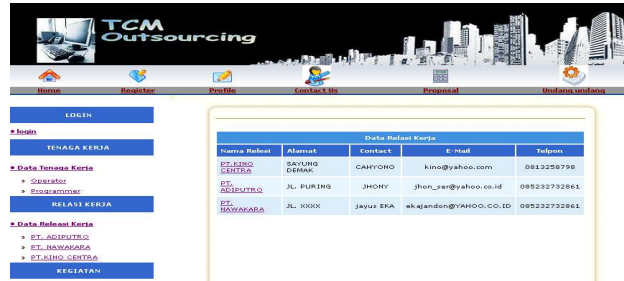 TCM
Outsourcing
Home Register Profile Contact Us Proposal Undang undang
LOGIN
login
TENAGA KERJA
Data Tenaga Kerja
Operator
Programmer
RELASI KERJA
Data Releasi Kerja
PT. ADIPUTRO
PT. NAWAKARA
PT.KINO CENTRA
KEGIATAN
Data Relasi Kerja
Nama Relesi Alamat Contact E-Mail Telpon
PT.KINO CENTRA SAYUNG DEMAK CAHYONO kino@yahoo.com 0813258798
PT. ADIPUTRO JL. PURING JHONY jhon_ser@yahoo.co.id 085232732861
PT. NAWAKARA JL. XXXX jayus EKA ekajandon@YAHOO.CO.ID 085232732861